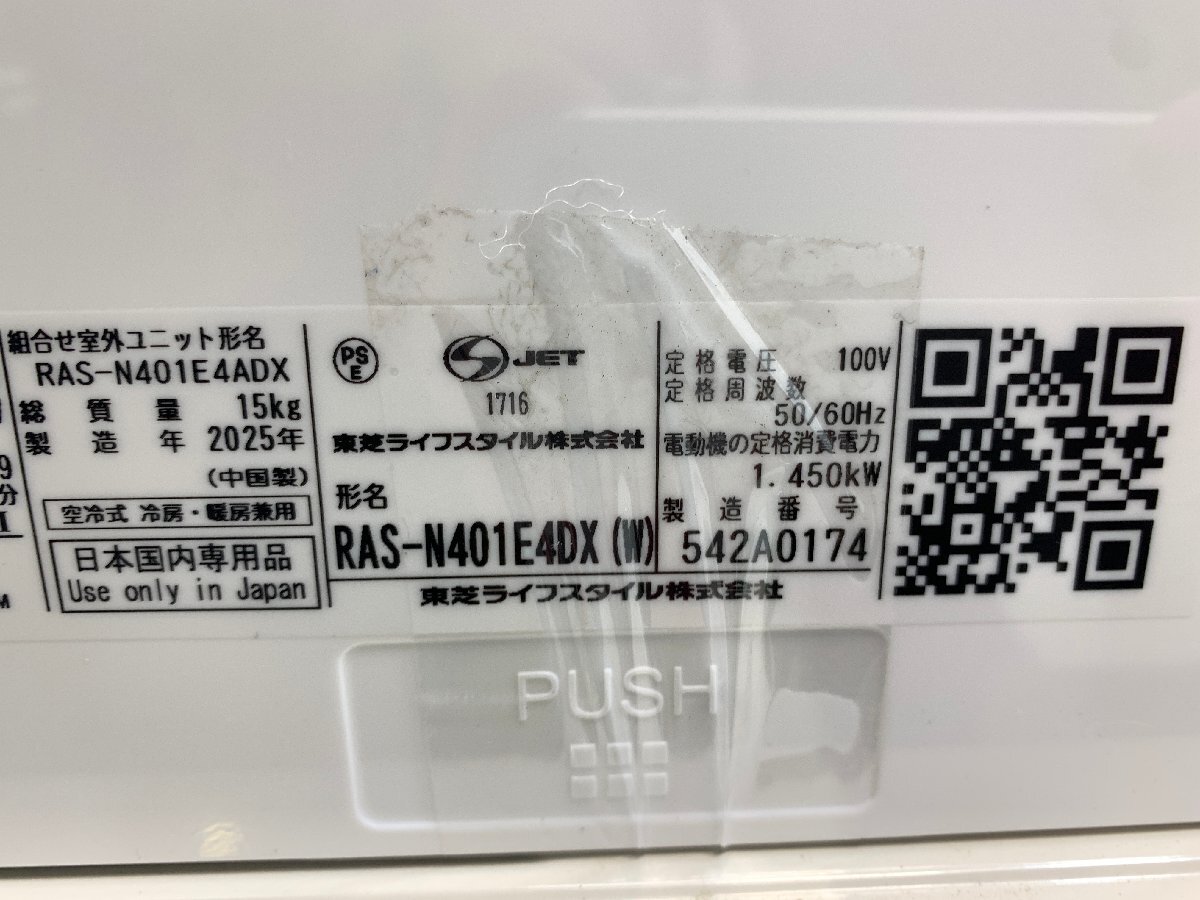 組合せ室外ユニット形名
RAS-N401E4ADX
総質量 15kg
製造年 2025年
(中国製)
空冷式 冷房・暖房兼用
日本国内専用品
Use only in Japan
9
分
M
PS
E
S JET
1716
東芝ライフスタイル株式会社
形名
RAS-N401E4DX (W)
定格電圧 100V
定格周波数
50/60Hz
電動機の定格消費電力
1.450kW
製造番号
542A0174
東芝ライフスタイル株式会社
PUSH